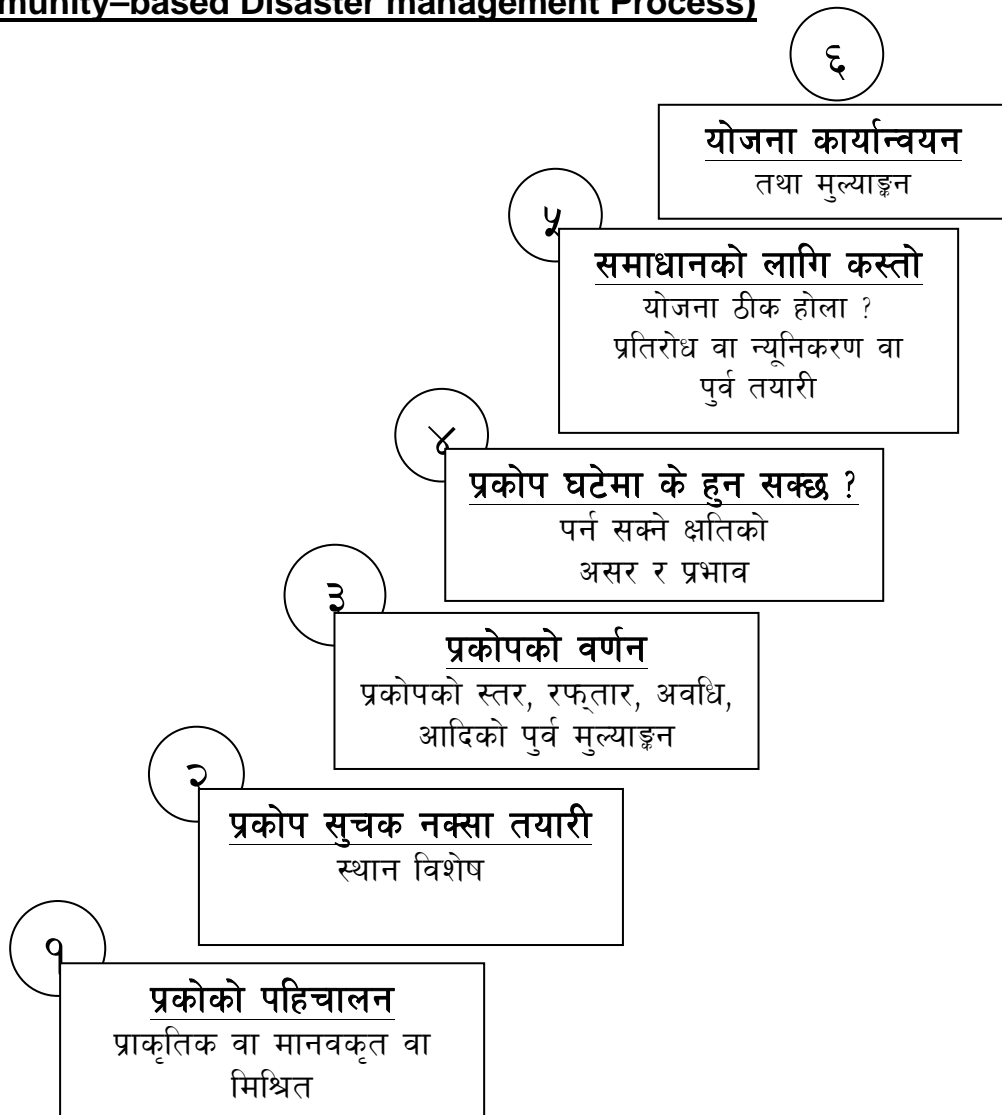 munity–based Disaster management Process)
६
योजना कार्यान्वयन
तथा मुल्याङ्कन
५
समाधानको लागि कस्तो
योजना ठीक होला ?
प्रतिरोध वा न्यूनिकरण वा
पुर्व तयारी
४
प्रकोप घटेमा के हुन सक्छ ?
पर्न सक्ने क्षतिको
असर र प्रभाव
३
प्रकोपको वर्णन
प्रकोपको स्तर, रफ्तार, अवधि,
आदिको पुर्व मुल्याङ्कन
२
प्रकोप सुचक नक्सा तयारी
स्थान विशेष
१
प्रकोको पहिचालन
प्राकृतिक वा मानवकृत वा
मिश्रित